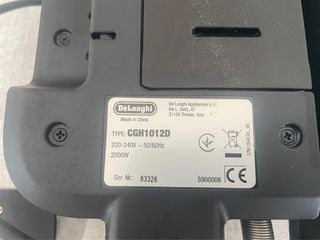 DeLonghi
De'Longhi Appliances s.r.l.
Via L. Seitz, 47
31100 Treviso, Italy
Made in China
TYPE: CGH1012D
220-240V ~ 50/60Hz
2000W
Ser. Nr.: 83326
S900006